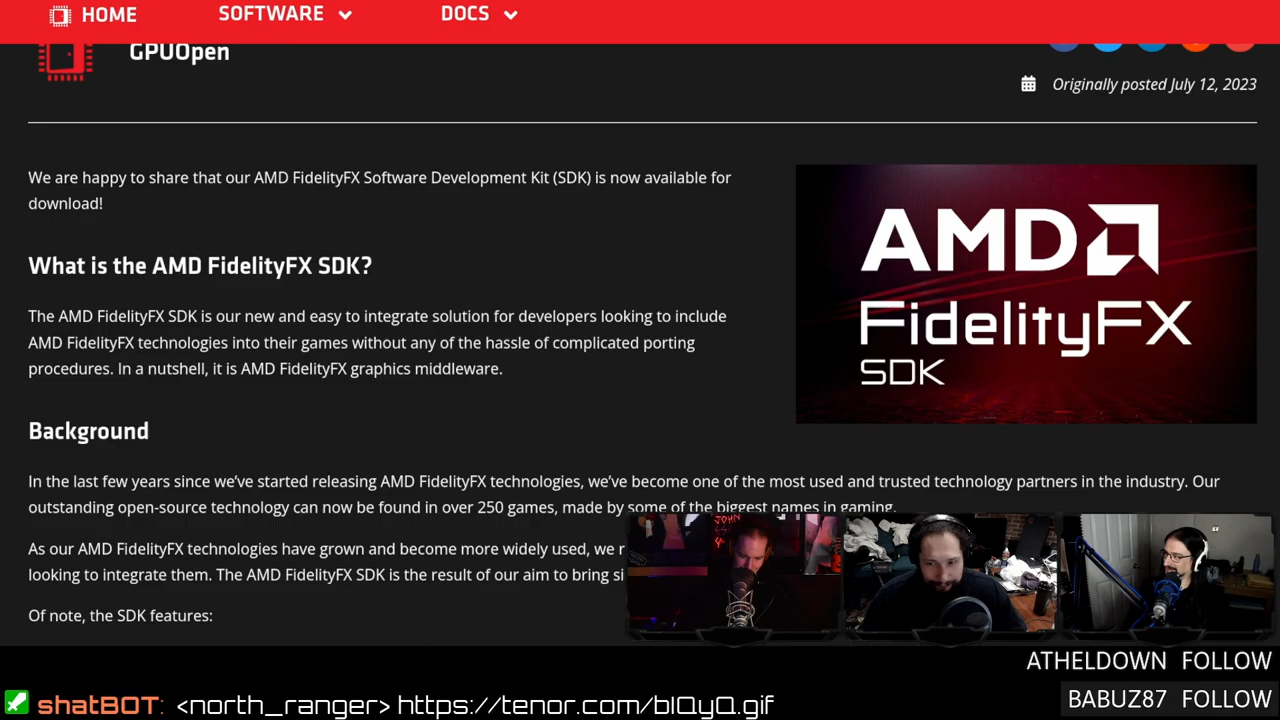 HOME
SOFTWARE
DOCS
GPUOpen
Originally posted July 12, 2023
We are happy to share that our AMD FidelityFX Software Development Kit (SDK) is now available for
download!
What is the AMD FidelityFX SDK?
The AMD FidelityFX SDK is our new and easy to integrate solution for developers looking to include
AMD FidelityFX technologies into their games without any of the hassle of complicated porting
procedures. In a nutshell, it is AMD FidelityFX graphics middleware.
AMD
FidelityFX
SDK
Background
In the last few years since we've started releasing AMD FidelityFX technologies, we've become one of the most used and trusted technology partners in the industry. Our
outstanding open-source technology can now be found in over 250 games, made by some of the biggest names in gaming.
As our AMD FidelityFX technologies have grown and become more widely used, we
looking to integrate them. The AMD FidelityFX SDK is the result of our aim to bring
Of note, the SDK features:
JOHN
ATHELDOWN FOLLOW
BABUZ87 FOLLOW
shatBOT: <north_ranger> https://tenor.com/bIQyQ.gif